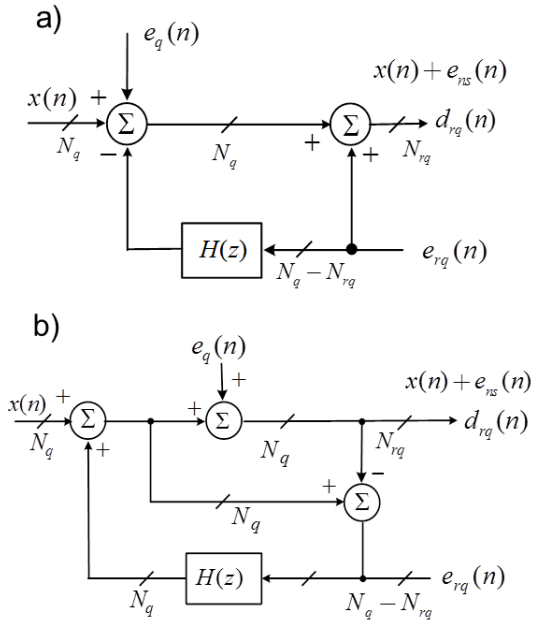 a)
e_q(n)
x(n) + e_ns(n)
x(n) + Σ + Σ d_rq(n)
N_q − N_q + N_rq
H(z) e_rq(n)
N_q − N_rq
b)
e_q(n)
x(n) + e_ns(n)
x(n) + Σ + + Σ d_rq(n)
N_q + N_q N_rq
−
+ Σ
N_q
H(z) e_rq(n)
N_q N_q − N_rq